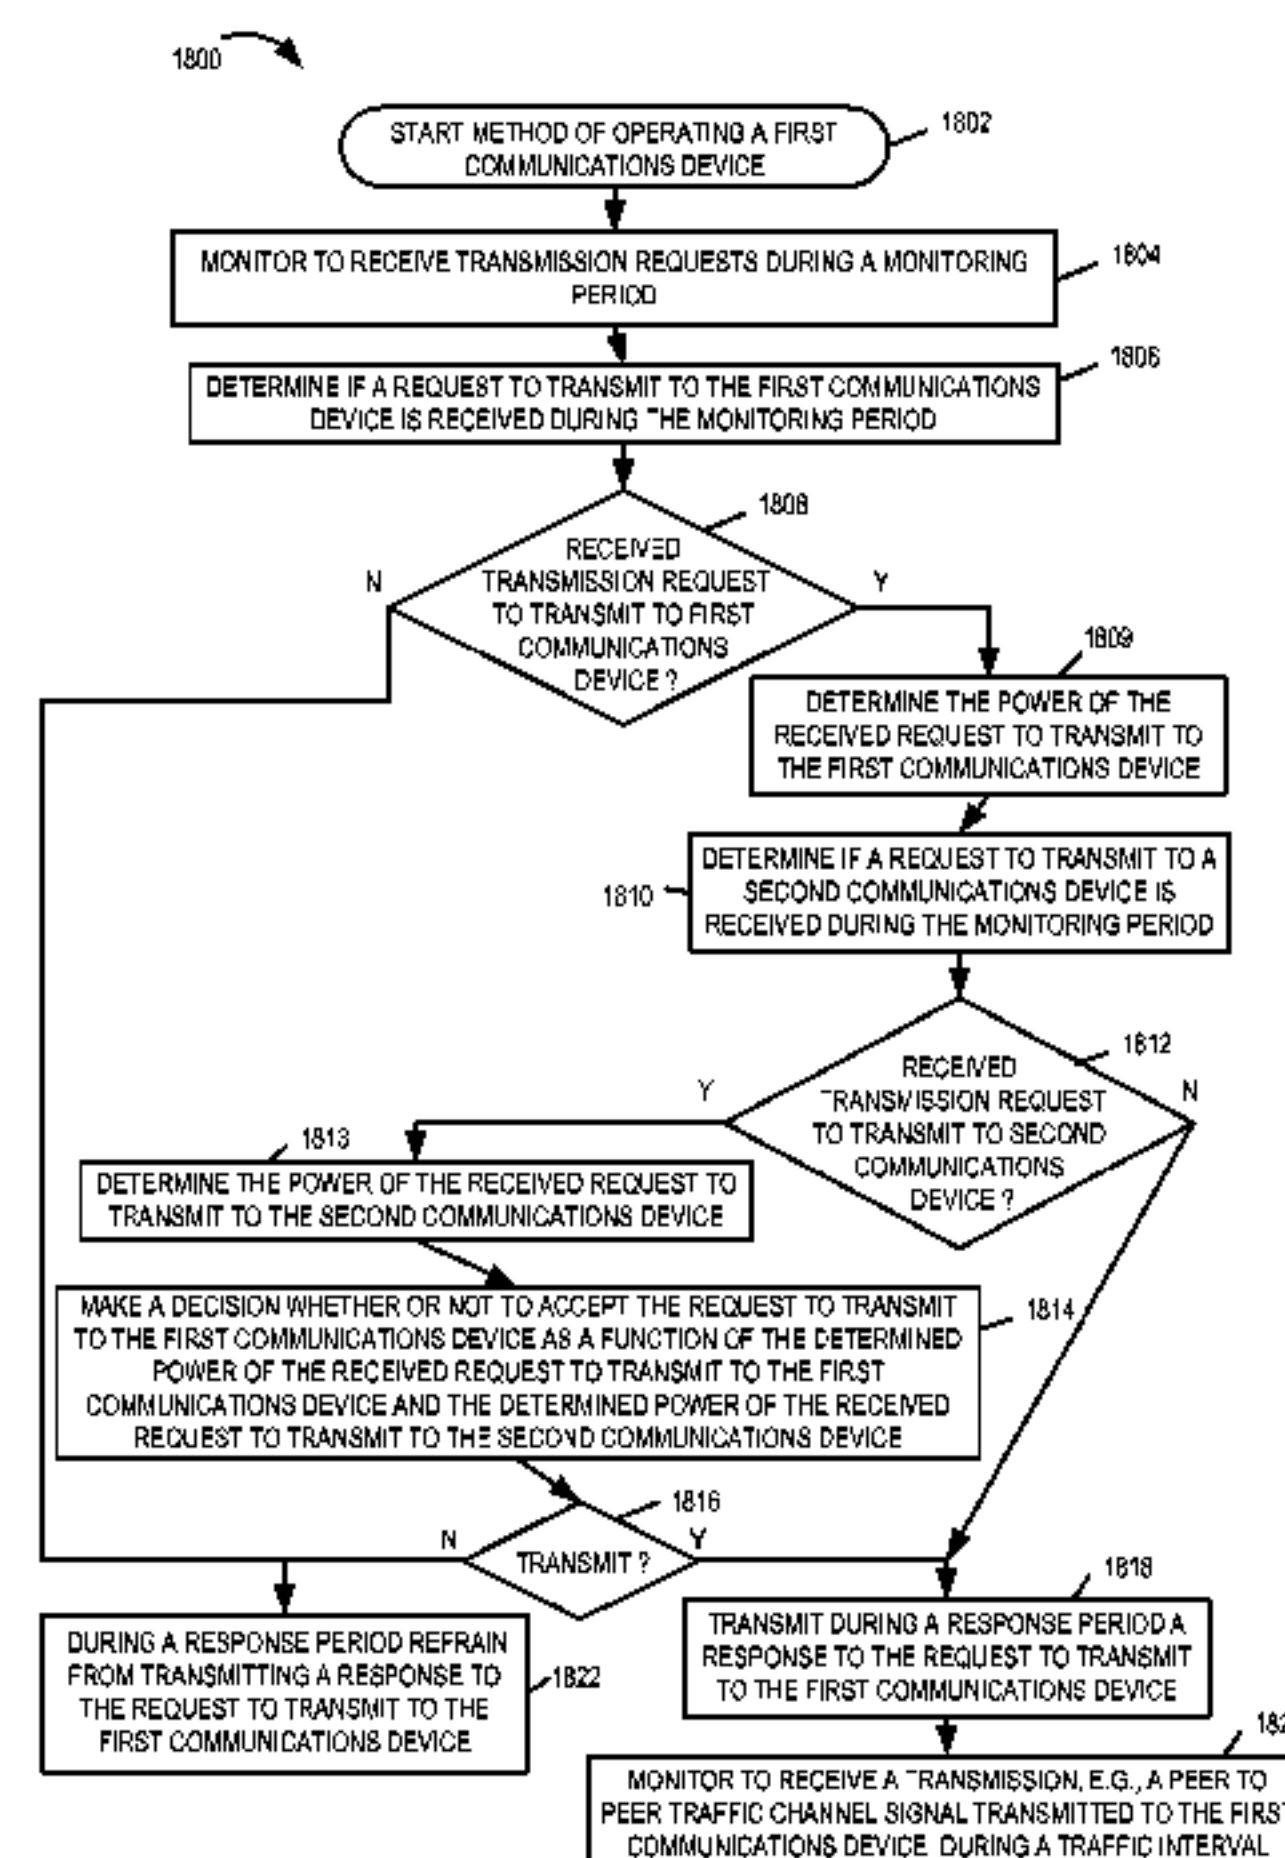 1800
START METHOD OF OPERATING A FIRST
COMMUNICATIONS DEVICE
1802
MONITOR TO RECEIVE TRANSMISSION REQUESTS DURING A MONITORING
PERIOD
1804
1806
DETERMINE IF A REQUEST TO TRANSMIT TO THE FIRST COMMUNICATIONS
DEVICE IS RECEIVED DURING THE MONITORING PERIOD
1808
RECEIVED
TRANSMISSION REQUEST
TO TRANSMIT TO FIRST
COMMUNICATIONS
DEVICE ?
N
Y
1809
DETERMINE THE POWER OF THE
RECEIVED REQUEST TO TRANSMIT TO
THE FIRST COMMUNICATIONS DEVICE
1810
DETERMINE IF A REQUEST TO TRANSMIT TO A
SECOND COMMUNICATIONS DEVICE IS
RECEIVED DURING THE MONITORING PERIOD
1812
RECEIVED
TRANSMISSION REQUEST
TO TRANSMIT TO SECOND
COMMUNICATIONS
DEVICE ?
Y
N
1813
DETERMINE THE POWER OF THE RECEIVED REQUEST TO
TRANSMIT TO THE SECOND COMMUNICATIONS DEVICE
MAKE A DECISION WHETHER OR NOT TO ACCEPT THE REQUEST TO TRANSMIT
TO THE FIRST COMMUNICATIONS DEVICE AS A FUNCTION OF THE DETERMINED
POWER OF THE RECEIVED REQUEST TO TRANSMIT TO THE FIRST
COMMUNICATIONS DEVICE AND THE DETERMINED POWER OF THE RECEIVED
REQUEST TO TRANSMIT TO THE SECOND COMMUNICATIONS DEVICE
1814
1816
N
TRANSMIT ?
Y
1818
DURING A RESPONSE PERIOD REFRAIN
FROM TRANSMITTING A RESPONSE TO
THE REQUEST TO TRANSMIT TO THE
FIRST COMMUNICATIONS DEVICE
1822
TRANSMIT DURING A RESPONSE PERIOD A
RESPONSE TO THE REQUEST TO TRANSMIT
TO THE FIRST COMMUNICATIONS DEVICE
MONITOR TO RECEIVE A TRANSMISSION, E.G., A PEER TO
PEER TRAFFIC CHANNEL SIGNAL TRANSMITTED TO THE FIRST
COMMUNICATIONS DEVICE DURING A TRAFFIC INTERVAL